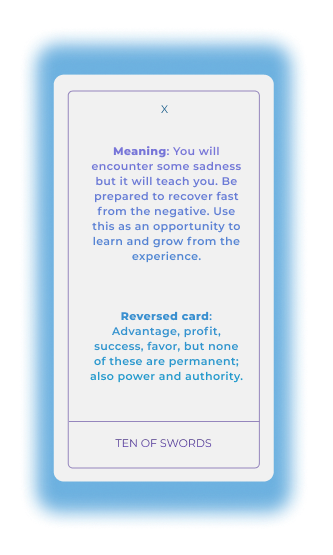 X
Meaning: You will
encounter some sadness
but it will teach you. Be
prepared to recover fast
from the negative. Use
this as an opportunity to
learn and grow from the
experience.
Reversed card:
Advantage, profit,
success, favor, but none
of these are permanent;
also power and authority.
TEN OF SWORDS